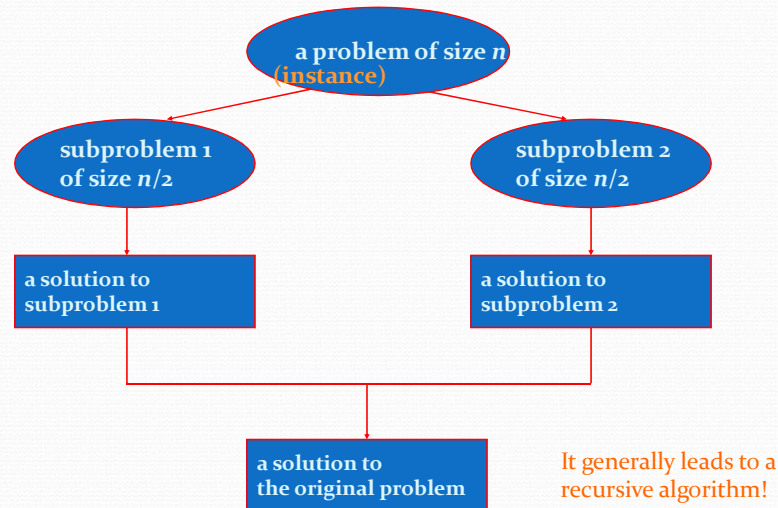 a problem of size n
(instance)
subproblem 1
of size n/2
subproblem 2
of size n/2
a solution to
subproblem 1
a solution to
subproblem 2
a solution to
the original problem
It generally leads to a
recursive algorithm!